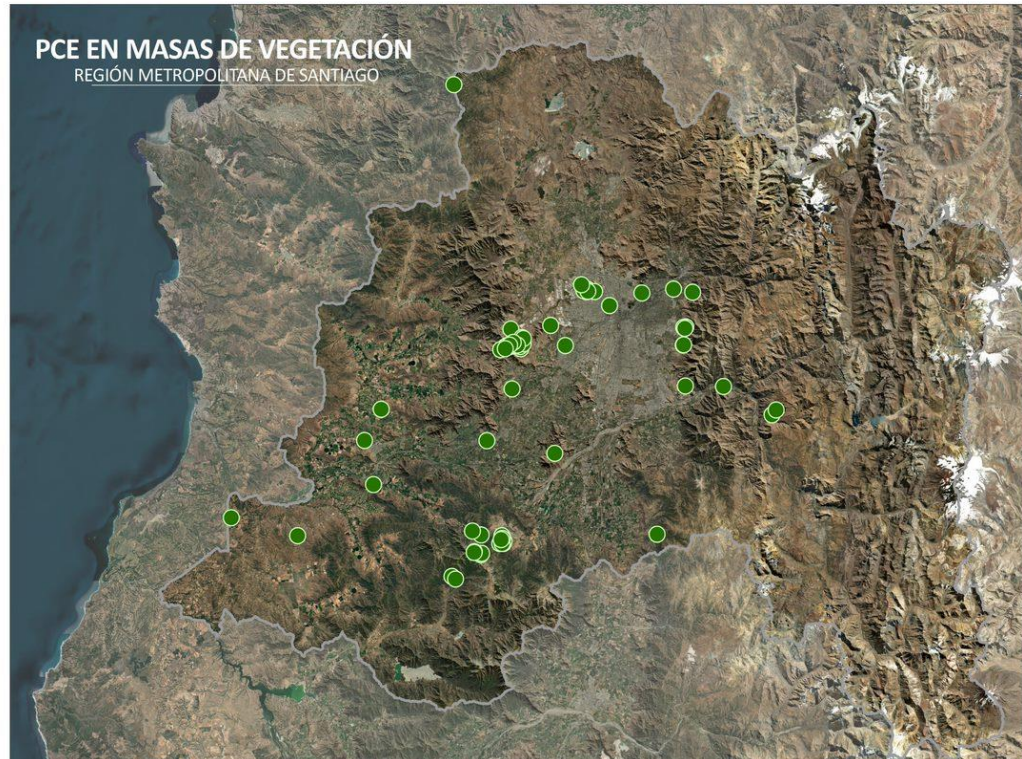 PCE EN MASAS DE VEGETACIÓN
REGIÓN METROPOLITANA DE SANTIAGO